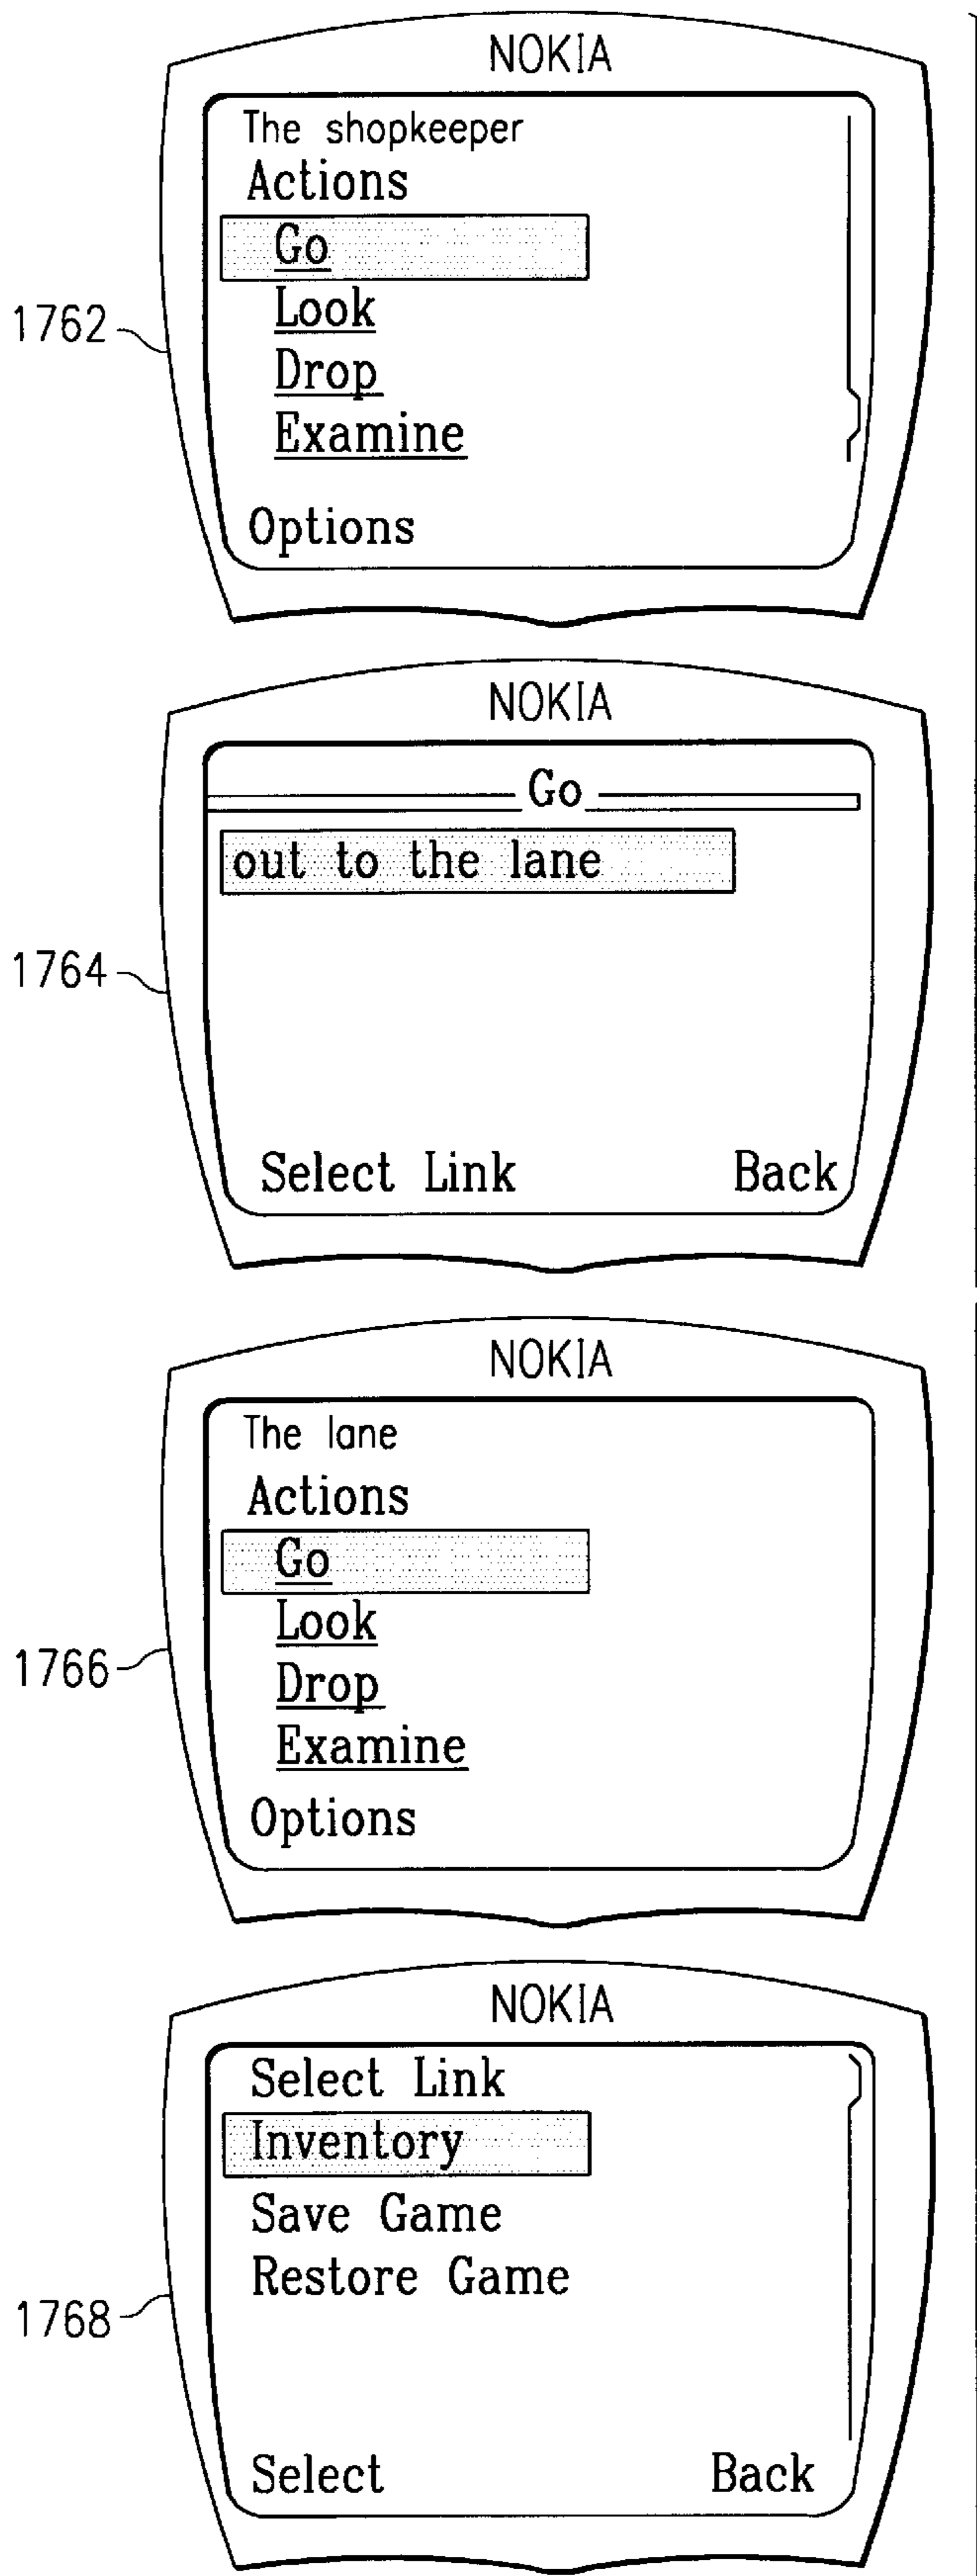 NOKIA
The shopkeeper
Actions
Go
Look
1762
Drop
Examine
Options
NOKIA
Go
out to the lane
1764
Select Link Back
NOKIA
The lane
Actions
Go
Look
1766
Drop
Examine
Options
NOKIA
Select Link
Inventory
Save Game
Restore Game
1768
Select Back